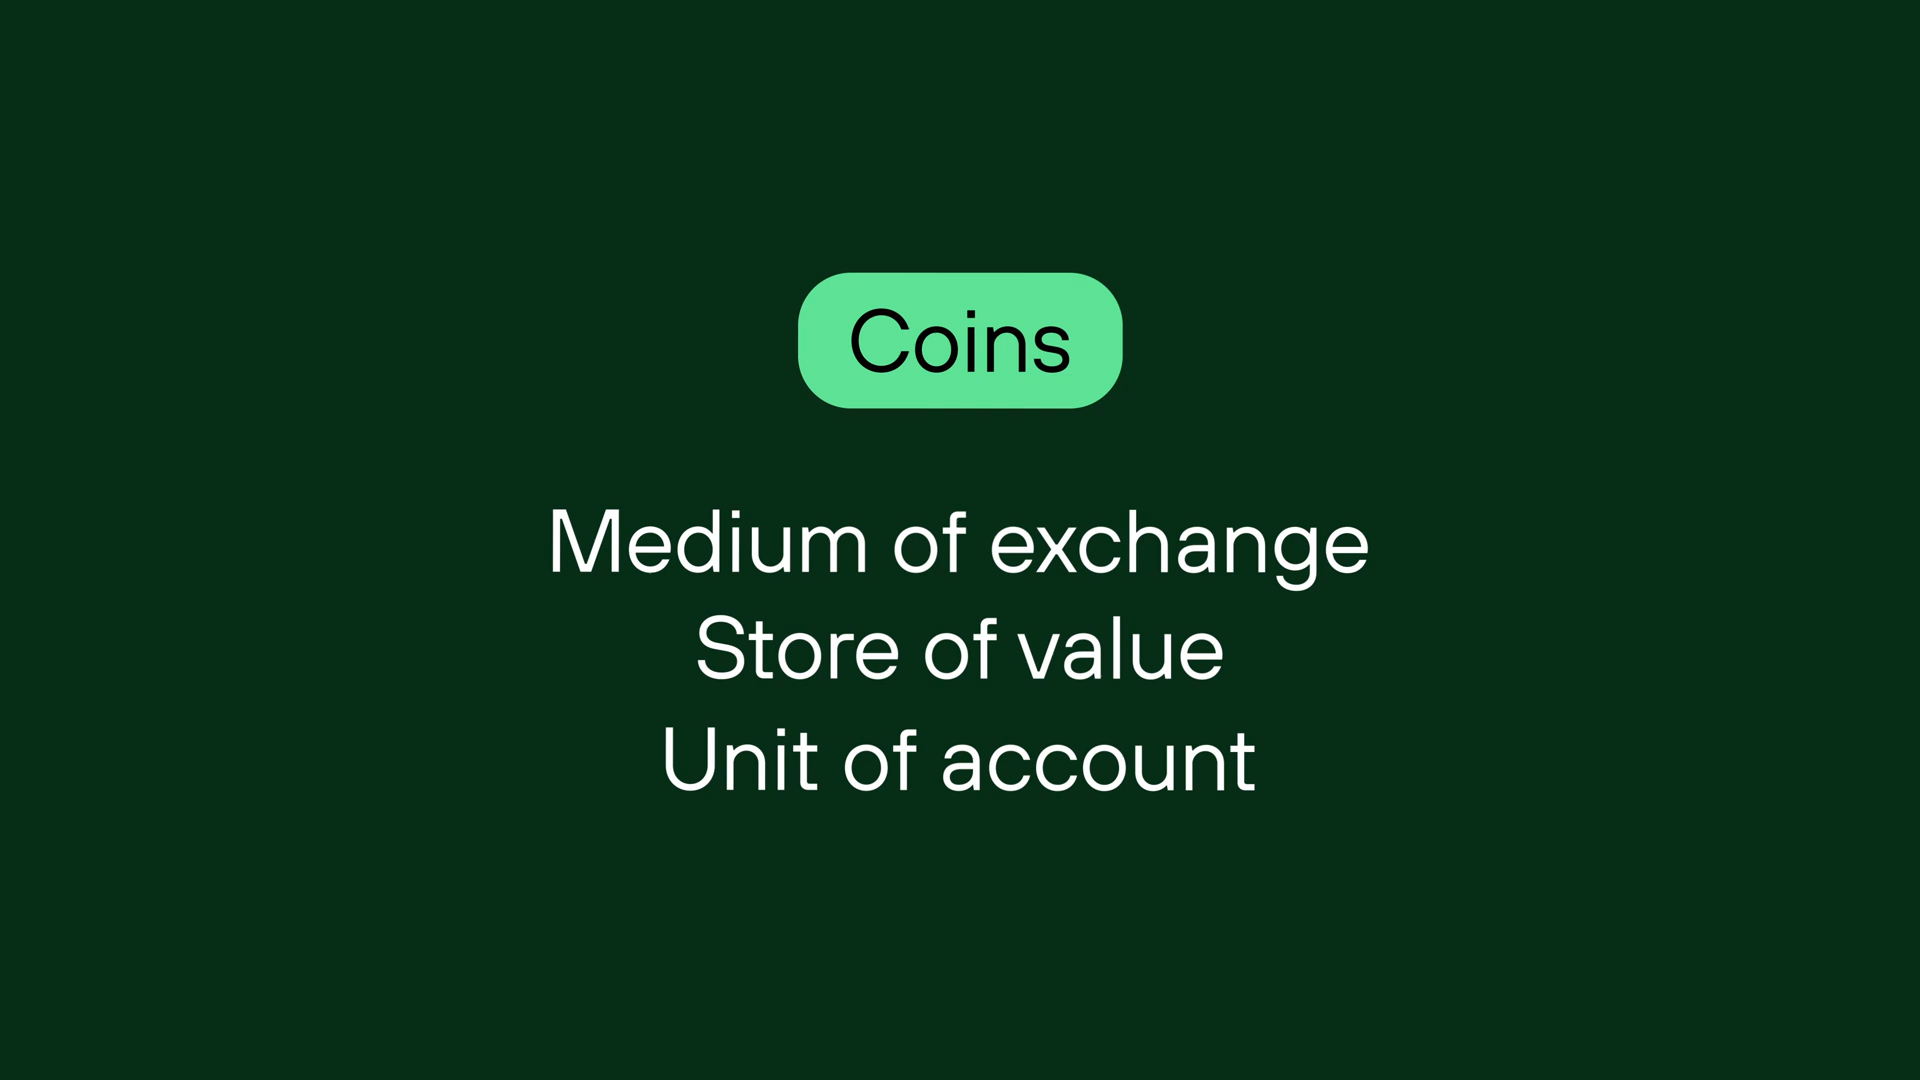 Coins
Medium of exchange
Store of value
Unit of account